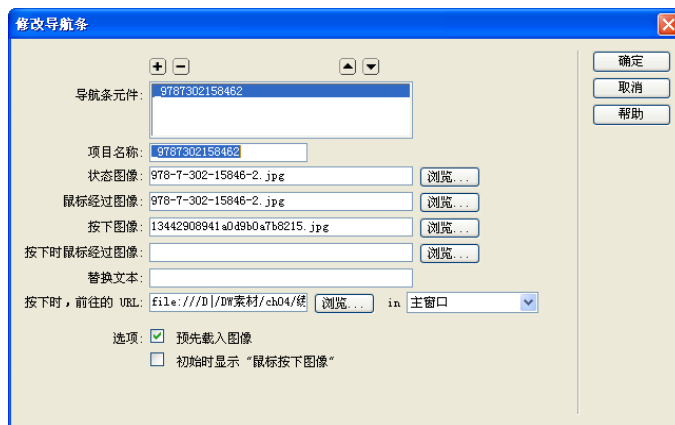 修改导航条
确定
取消
帮助
导航条元件: _9787302158462
项目名称: _9787302158462
状态图像: 978-7-302-15846-2.jpg 浏览...
鼠标经过图像: 978-7-302-15846-2.jpg 浏览...
按下图像: 13442908941a0d9b0a7b8215.jpg 浏览...
按下时鼠标经过图像: 浏览...
替换文本:
按下时,前往的 URL: file:///D|/DW素材/ch04/ 浏览... in 主窗口
选项: 预先载入图像
初始时显示“鼠标按下图像”